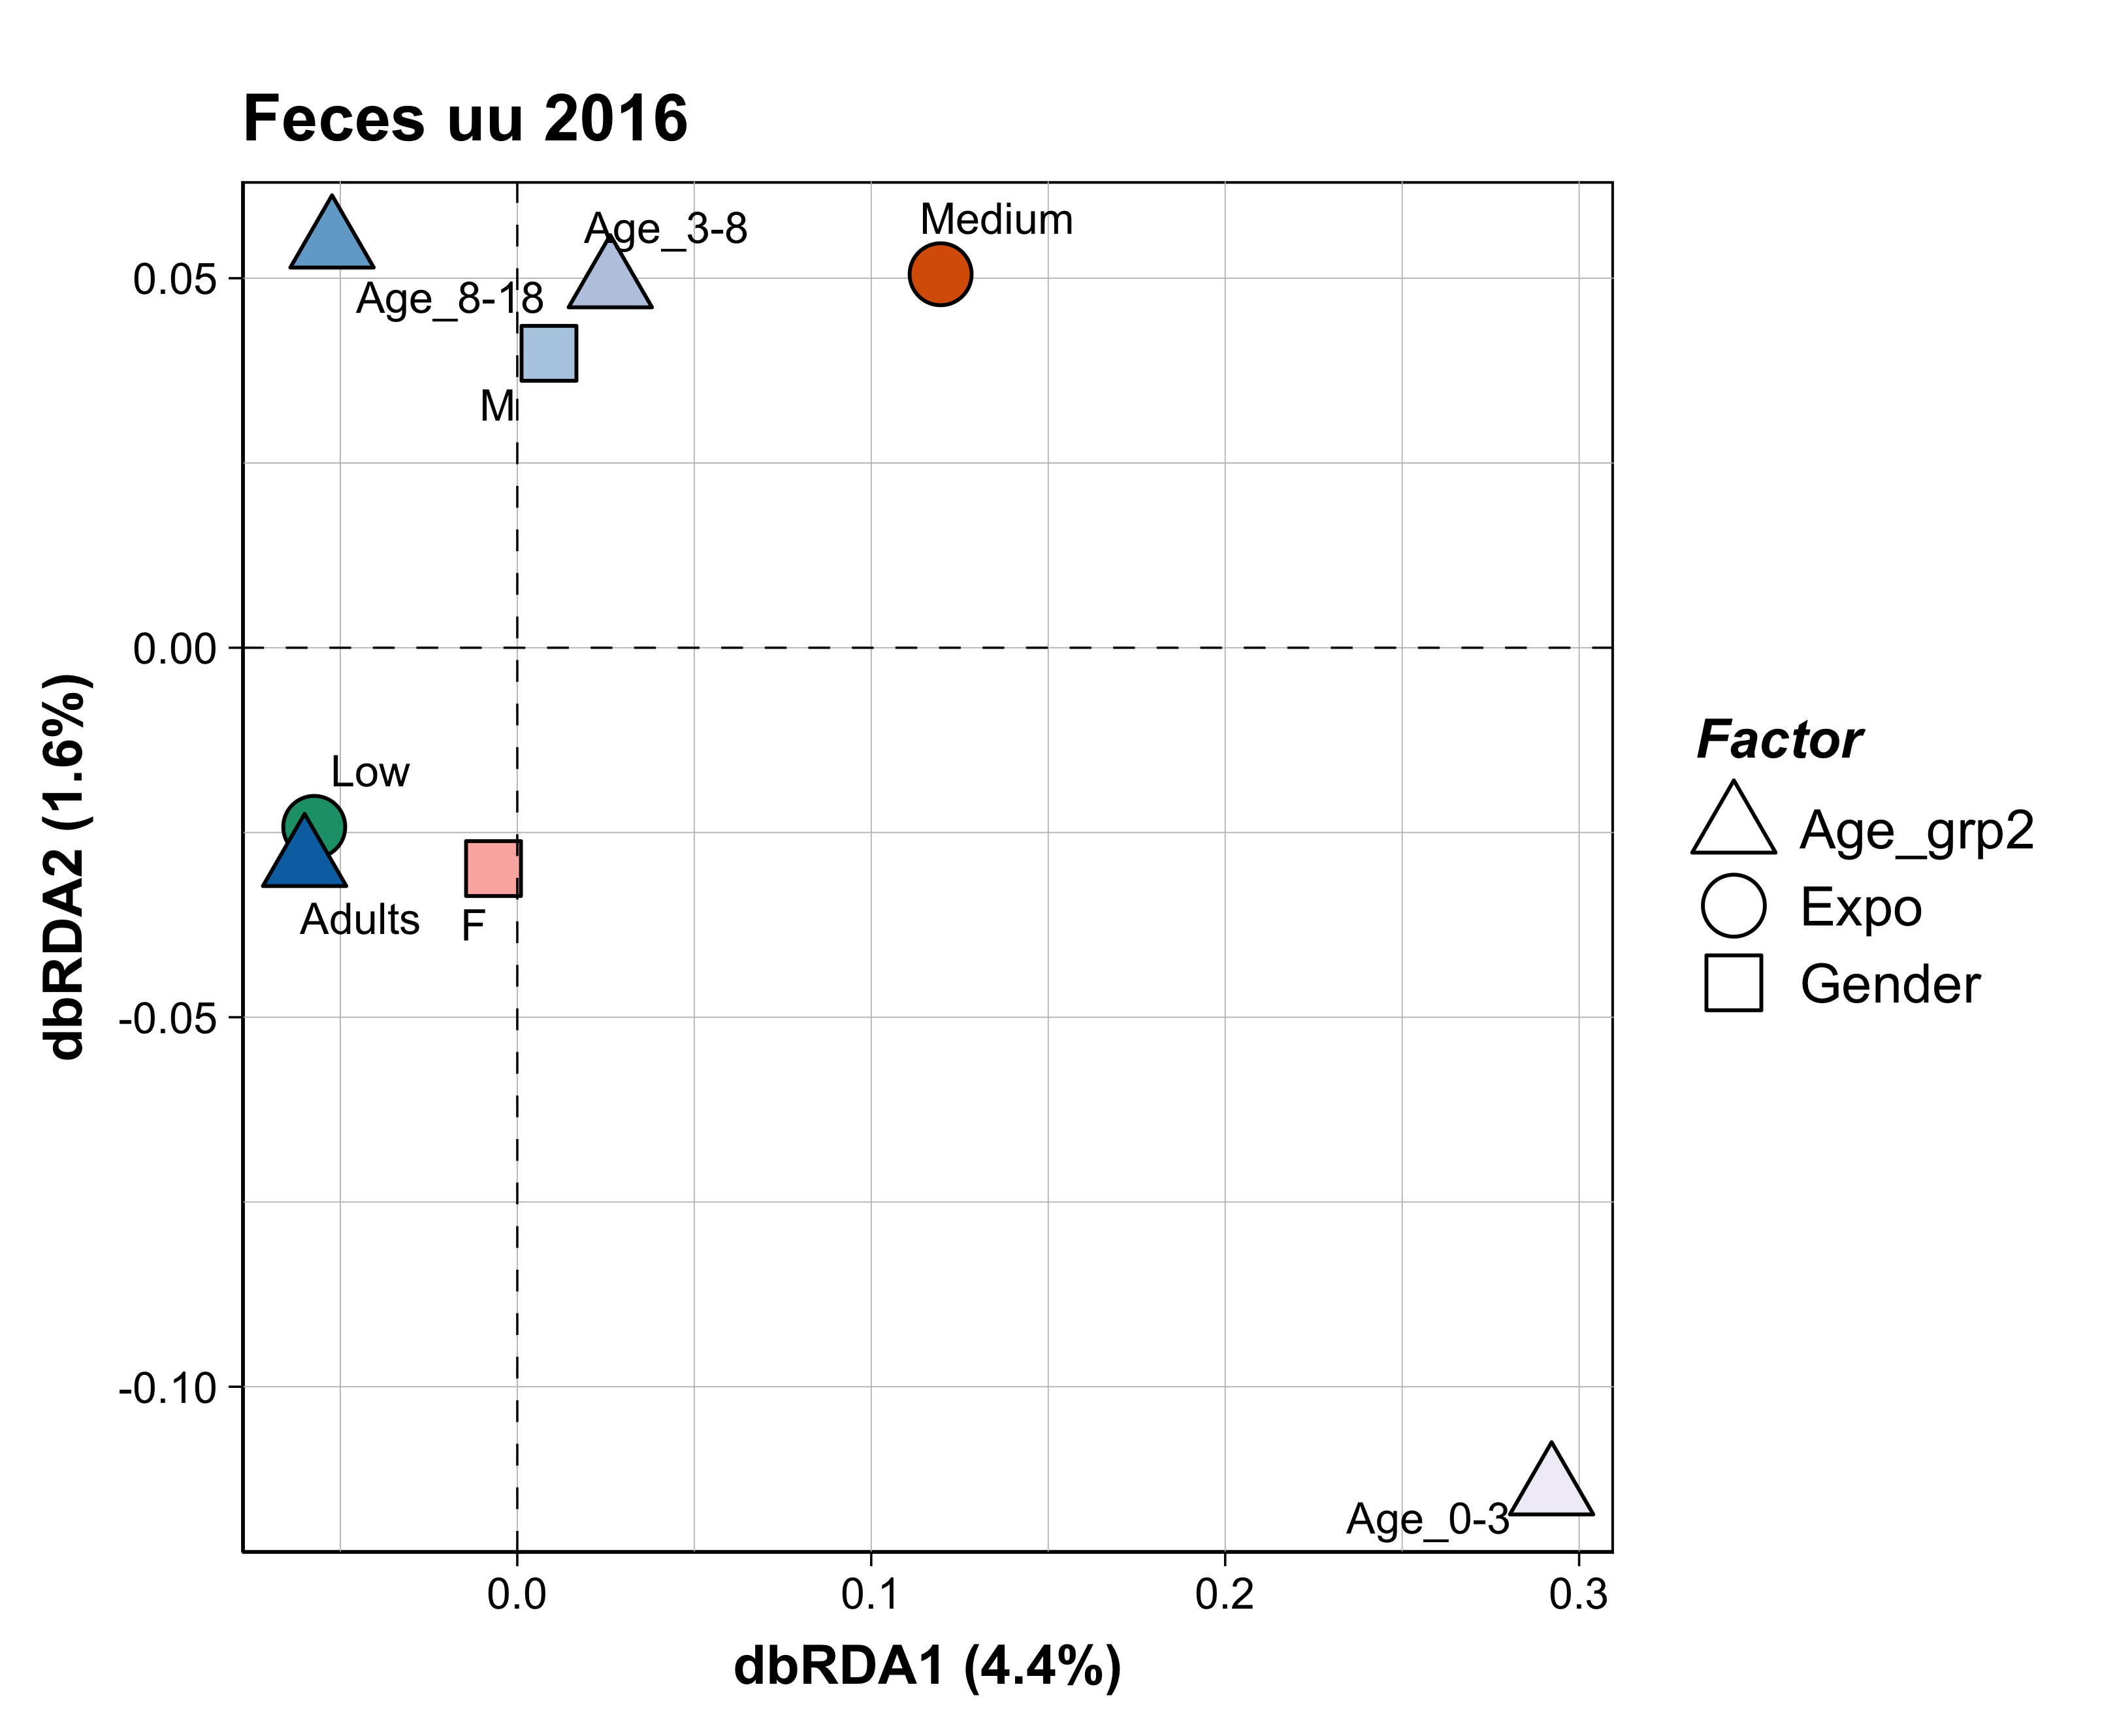 Feces uu 2016
Age_3-8
Medium
0.05
Age_8-18
M
0.00
Low
Adults
F
-0.05
-0.10
Age_0-3
0.0
0.1
0.2
0.3
dbRDA1 (4.4%)
dbRDA2 (1.6%)
Factor
Age_grp2
Expo
Gender